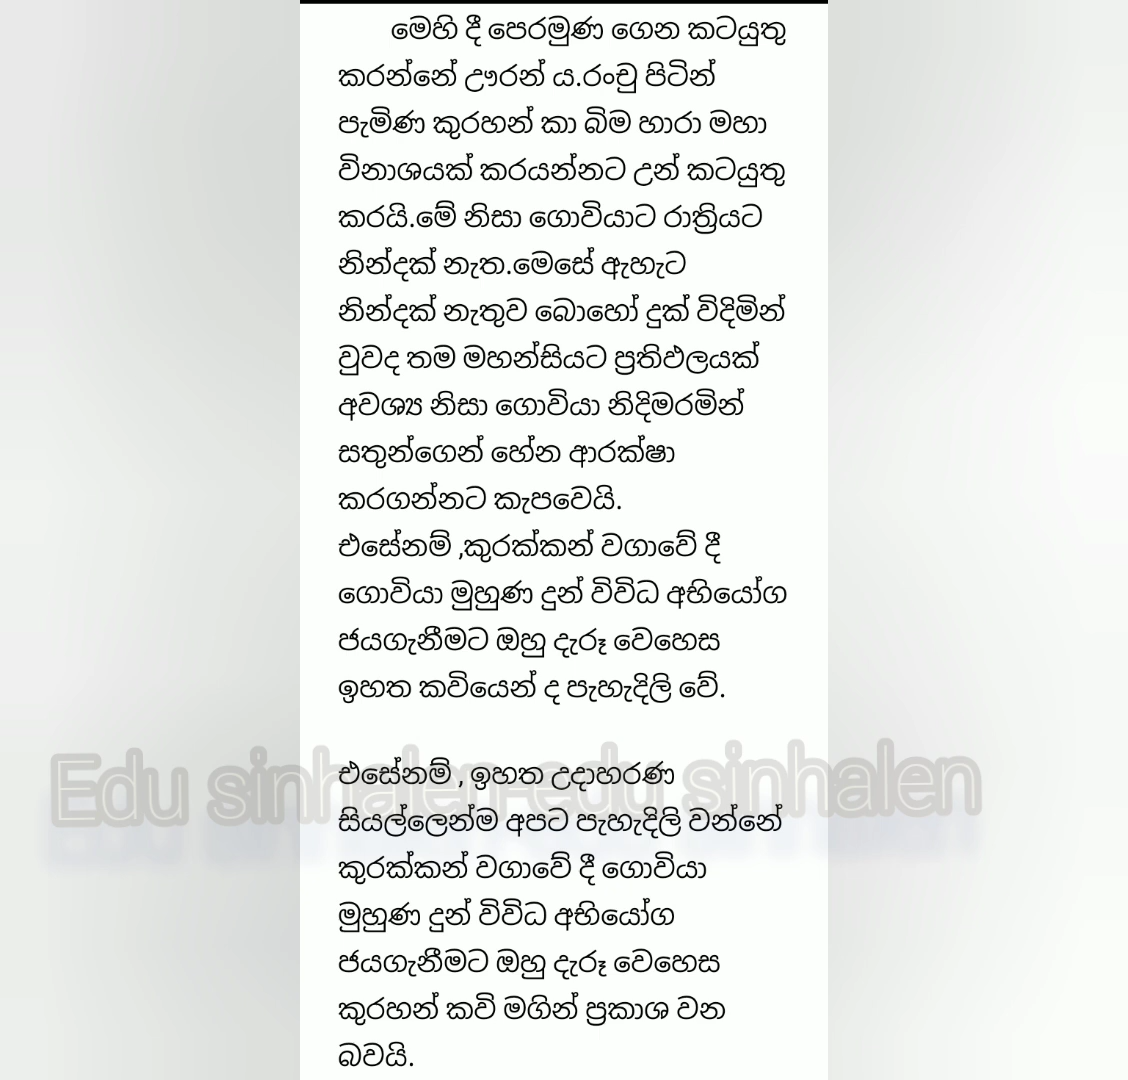 මෙහි දී පෙරමුණ ගෙන කටයුතු
කරන්නේ ඌරන් ය.රංචු පිටින්
පැමිණ කුරහන් කා බිම හාරා මහා
විනාශයක් කරයන්නට උන් කටයුතු
කරයි.මේ නිසා ගොවියාට රාත්‍රියට
නින්දක් නැත.මෙසේ ඇහැට
නින්දක් නැතුව බොහෝ දුක් විදිමින්
වුවද තම මහන්සියට ප්‍රතිඵලයක්
අවශ්‍ය නිසා ගොවියා නිදිමරමින්
සතුන්ගෙන් හේන ආරක්ෂා
කරගන්නට කැපවෙයි.
එසේනම් ,කුරක්කන් වගාවේ දී
ගොවියා මුහුණ දුන් විවිධ අභියෝග
ජයගැනීමට ඔහු දැරූ වෙහෙස
ඉහත කවියෙන් ද පැහැදිලි වේ.
Edu sinhalen-edu sinhalen
එසේනම් , ඉහත උදාහරණ
සියල්ලෙන්ම අපට පැහැදිලි වන්නේ
කුරක්කන් වගාවේ දී ගොවියා
මුහුණ දුන් විවිධ අභියෝග
ජයගැනීමට ඔහු දැරූ වෙහෙස
කුරහන් කවි මගින් ප්‍රකාශ වන
බවයි.